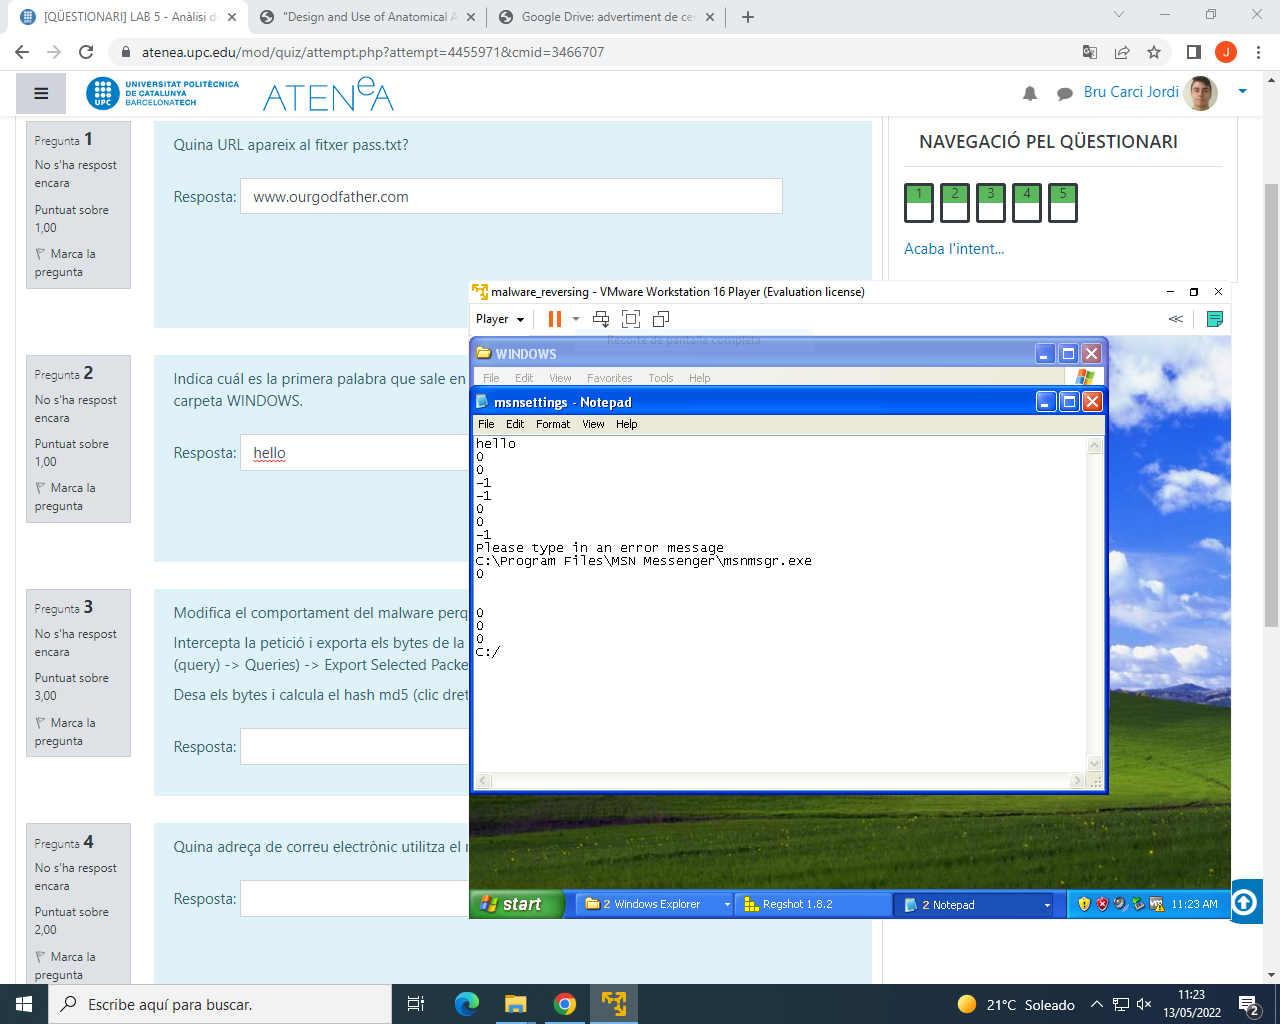 [QÜESTIONARI] LAB 5 - Anàlisi d
"Design and Use of Anatomical A
Google Drive: advertiment de ce
atenea.upc.edu/mod/quiz/attempt.php?attempt=4455971&cmid=3466707
J
UPC
UNIVERSITAT POLITÈCNICA
DE CATALUNYA
BARCELONATECH
ATENeA
Bru Carci Jordi
Pregunta 1
No s'ha respost
encara
Puntuat sobre
1,00
Marca la
pregunta
Quina URL apareix al fitxer pass.txt?
Resposta: www.ourgodfather.com
NAVEGACIÓ PEL QÜESTIONARI
1 2 3 4 5
Acaba l'intent...
Pregunta 2
No s'ha respost
encara
Puntuat sobre
1,00
Marca la
pregunta
Indica cuál es la primera palabra que sale en
carpeta WINDOWS.
Resposta: hello
Pregunta 3
No s'ha respost
encara
Puntuat sobre
3,00
Marca la
pregunta
Modifica el comportament del malware perq
Intercepta la petició i exporta els bytes de la
(query) -> Queries) -> Export Selected Packe
Desa els bytes i calcula el hash md5 (clic dret
Resposta:
Pregunta 4
No s'ha respost
encara
Puntuat sobre
2,00
Marca la
pregunta
Quina adreça de correu electrònic utilitza el
Resposta:
malware_reversing - VMware Workstation 16 Player (Evaluation license)
Player
Recorte de pantalla completa
WINDOWS
File Edit View Favorites Tools Help
msnsettings - Notepad
File Edit Format View Help
hello
0
0
-1
-1
0
0
-1
Please type in an error message
C:\Program Files\MSN Messenger\msnmsgr.exe
0
0
0
0
C:/
start
2 Windows Explorer
Regshot 1.8.2
2 Notepad
11:23 AM
Escribe aquí para buscar.
21°C Soleado
11:23
13/05/2022
2